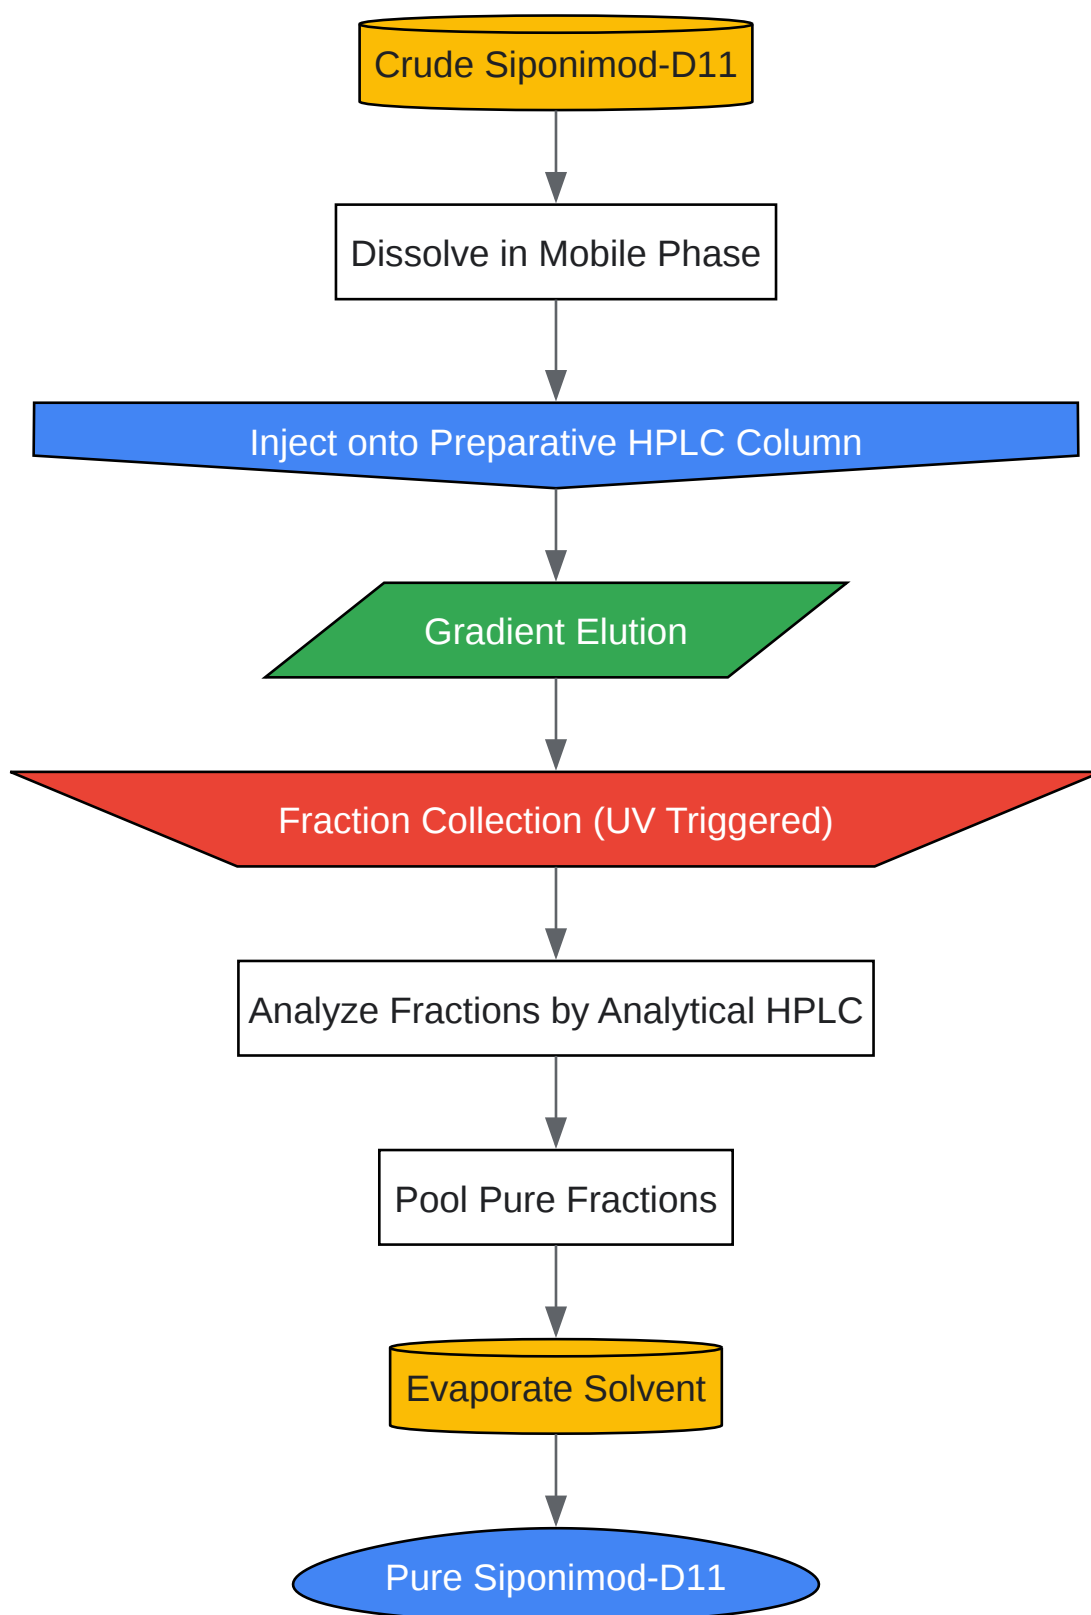 Crude Siponimod-D11
Dissolve in Mobile Phase
Inject onto Preparative HPLC Column
Gradient Elution
Fraction Collection (UV Triggered)
Analyze Fractions by Analytical HPLC
Pool Pure Fractions
Evaporate Solvent
Pure Siponimod-D11